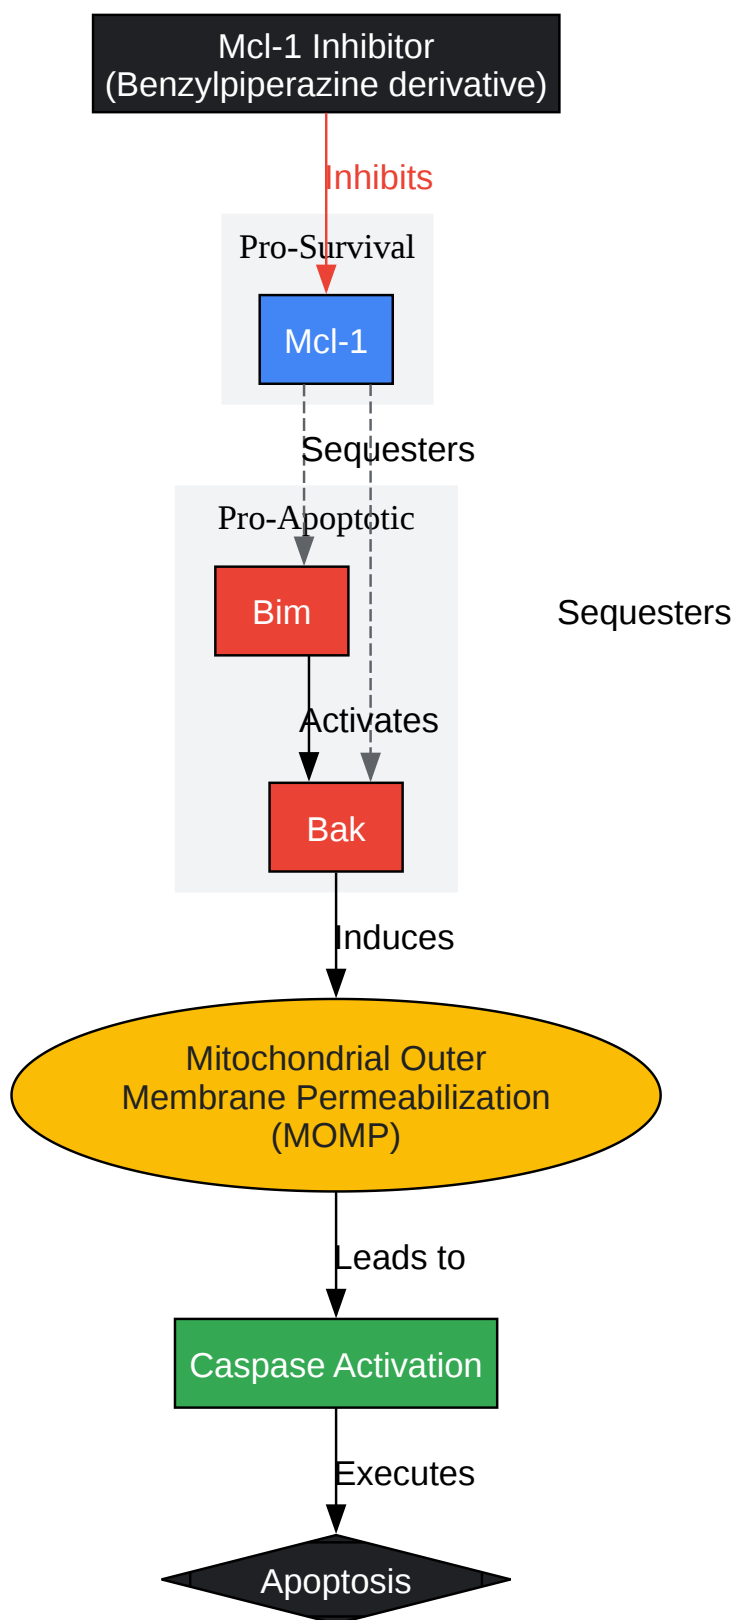 Mcl-1 Inhibitor
(Benzylpiperazine derivative)
Inhibits
Pro-Survival
Mcl-1
Sequesters
Pro-Apoptotic
Bim
Sequesters
Activates
Bak
Induces
Mitochondrial Outer
Membrane Permeabilization
(MOMP)
Leads to
Caspase Activation
Executes
Apoptosis